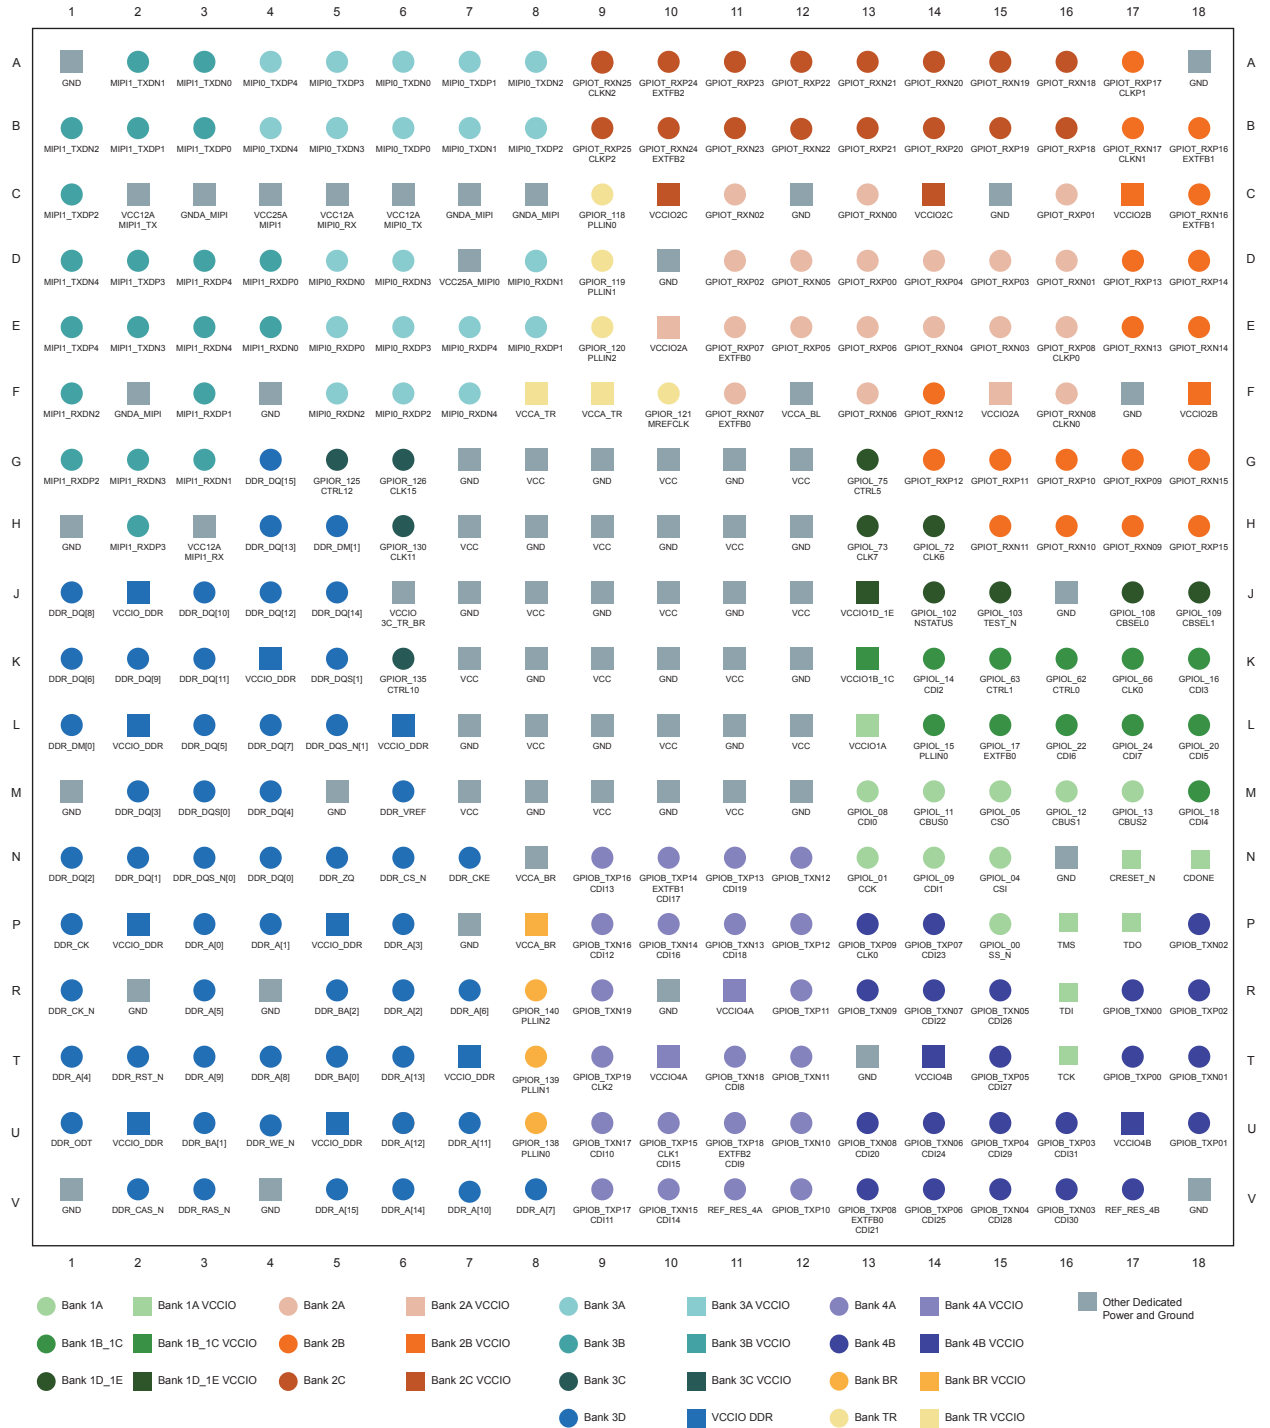 1 2 3 4 5 6 7 8 9 10 11 12 13 14 15 16 17 18
A A
GND MIPI1_TXDN1 MIPI1_TXDN0 MIPI0_TXDP4 MIPI0_TXDP3 MIPI0_TXDN0 MIPI0_TXDP1 MIPI0_TXDN2 GPIOT_RXN25 GPIOT_RXP24 GPIOT_RXP23 GPIOT_RXP22 GPIOT_RXN21 GPIOT_RXN20 GPIOT_RXN19 GPIOT_RXN18 GPIOT_RXP17 GND
CLKN2 EXTFB2 CLKP1
B B
MIPI1_TXDN2 MIPI1_TXDP1 MIPI1_TXDP0 MIPI0_TXDN4 MIPI0_TXDN3 MIPI0_TXDP0 MIPI0_TXDN1 MIPI0_TXDP2 GPIOT_RXP25 GPIOT_RXN24 GPIOT_RXN23 GPIOT_RXN22 GPIOT_RXP21 GPIOT_RXP20 GPIOT_RXP19 GPIOT_RXP18 GPIOT_RXN17 GPIOT_RXP16
CLKP2 EXTFB2 CLKN1 EXTFB1
C C
MIPI1_TXDP2 VCC12A GNDA_MIPI VCC25A VCC12A VCC12A GNDA_MIPI GNDA_MIPI GPIOR_118 VCCIO2C GPIOT_RXN02 GND GPIOT_RXN00 VCCIO2C GND GPIOT_RXP01 VCCIO2B GPIOT_RXN16
MIPI1_TX MIPI1 MIPI0_RX MIPI0_TX PLLIN0 EXTFB1
D D
MIPI1_TXDN4 MIPI1_TXDP3 MIPI1_RXDP4 MIPI1_RXDP0 MIPI0_RXDN0 MIPI0_RXDN3 VCC25A_MIPI0 MIPI0_RXDN1 GPIOR_119 GND GPIOT_RXP02 GPIOT_RXN05 GPIOT_RXP00 GPIOT_RXP04 GPIOT_RXP03 GPIOT_RXN01 GPIOT_RXP13 GPIOT_RXP14
PLLIN1
E E
MIPI1_TXDP4 MIPI1_TXDN3 MIPI1_RXDN4 MIPI1_RXDN0 MIPI0_RXDP0 MIPI0_RXDP3 MIPI0_RXDP4 MIPI0_RXDP1 GPIOR_120 VCCIO2A GPIOT_RXP07 GPIOT_RXP05 GPIOT_RXP06 GPIOT_RXN04 GPIOT_RXN03 GPIOT_RXP08 GPIOT_RXN13 GPIOT_RXN14
PLLIN2 EXTFB0 CLKP0
F F
MIPI1_RXDN2 GNDA_MIPI MIPI1_RXDP1 GND MIPI0_RXDN2 MIPI0_RXDP2 MIPI0_RXDN4 VCCA_TR VCCA_TR GPIOR_121 GPIOT_RXN07 VCCA_BL GPIOT_RXN06 GPIOT_RXN12 VCCIO2A GPIOT_RXN08 GND VCCIO2B
MREFCLK EXTFB0 CLKN0
G G
MIPI1_RXDP2 MIPI1_RXDN3 MIPI1_RXDN1 DDR_DQ[15] GPIOR_125 GPIOR_126 GND VCC GND VCC GND VCC GPIOL_75 GPIOT_RXP12 GPIOT_RXP11 GPIOT_RXP10 GPIOT_RXP09 GPIOT_RXN15
CTRL12 CLK15 CTRL5
H H
GND MIPI1_RXDP3 VCC12A DDR_DQ[13] DDR_DM[1] GPIOR_130 VCC GND VCC GND VCC GND GPIOL_73 GPIOL_72 GPIOT_RXN11 GPIOT_RXN10 GPIOT_RXN09 GPIOT_RXP15
MIPI1_RX CLK11 CLK7 CLK6
J J
DDR_DQ[8] VCCIO_DDR DDR_DQ[10] DDR_DQ[12] DDR_DQ[14] VCCIO GND VCC GND VCC GND VCC VCCIO1D_1E GPIOL_102 GPIOL_103 GND GPIOL_108 GPIOL_109
3C_TR_BR NSTATUS TEST_N CBSEL0 CBSEL1
K K
DDR_DQ[6] DDR_DQ[9] DDR_DQ[11] VCCIO_DDR DDR_DQS[1] GPIOR_135 VCC GND VCC GND VCC GND VCCIO1B_1C GPIOL_14 GPIOL_63 GPIOL_62 GPIOL_66 GPIOL_16
CTRL10 CDI2 CTRL1 CTRL0 CLK0 CDI3
L L
DDR_DM[0] VCCIO_DDR DDR_DQ[5] DDR_DQ[7] DDR_DQS_N[1] VCCIO_DDR GND VCC GND VCC GND VCC VCCIO1A GPIOL_15 GPIOL_17 GPIOL_22 GPIOL_24 GPIOL_20
PLLIN0 EXTFB0 CDI6 CDI7 CDI5
M M
GND DDR_DQ[3] DDR_DQS[0] DDR_DQ[4] GND DDR_VREF VCC GND VCC GND VCC GND GPIOL_08 GPIOL_11 GPIOL_05 GPIOL_12 GPIOL_13 GPIOL_18
CDI0 CBUS0 CSO CBUS1 CBUS2 CDI4
N N
DDR_DQ[2] DDR_DQ[1] DDR_DQS_N[0] DDR_DQ[0] DDR_ZQ DDR_CS_N DDR_CKE VCCA_BR GPIOB_TXP16 GPIOB_TXP14 GPIOB_TXP13 GPIOB_TXN12 GPIOL_01 GPIOL_09 GPIOL_04 GND CRESET_N CDONE
CDI13 EXTFB1 CDI19 CCK CDI1 CSI
CDI17
P P
DDR_CK VCCIO_DDR DDR_A[0] DDR_A[1] VCCIO_DDR DDR_A[3] GND VCCA_BR GPIOB_TXN16 GPIOB_TXN14 GPIOB_TXN13 GPIOB_TXP12 GPIOB_TXP09 GPIOB_TXP07 GPIOL_00 TMS TDO GPIOB_TXN02
CDI12 CDI16 CDI18 CLK0 CDI23 SS_N
R R
DDR_CK_N GND DDR_A[5] GND DDR_BA[2] DDR_A[2] DDR_A[6] GPIOR_140 GPIOB_TXN19 GND VCCIO4A GPIOB_TXP11 GPIOB_TXN09 GPIOB_TXN07 GPIOB_TXN05 TDI GPIOB_TXN00 GPIOB_TXP02
PLLIN2 CDI22 CDI26
T T
DDR_A[4] DDR_RST_N DDR_A[9] DDR_A[8] DDR_BA[0] DDR_A[13] VCCIO_DDR GPIOR_139 GPIOB_TXP19 VCCIO4A GPIOB_TXN18 GPIOB_TXN11 GND VCCIO4B GPIOB_TXP05 TCK GPIOB_TXP00 GPIOB_TXN01
PLLIN1 CLK2 CDI8 CDI27
U U
DDR_ODT VCCIO_DDR DDR_BA[1] DDR_WE_N VCCIO_DDR DDR_A[12] DDR_A[11] GPIOR_138 GPIOB_TXN17 GPIOB_TXP15 GPIOB_TXP18 GPIOB_TXN10 GPIOB_TXN08 GPIOB_TXN06 GPIOB_TXP04 GPIOB_TXP03 VCCIO4B GPIOB_TXP01
PLLIN0 CDI10 CLK1 EXTFB2 CDI20 CDI24 CDI29 CDI31
CDI15 CDI9
V V
GND DDR_CAS_N DDR_RAS_N GND DDR_A[15] DDR_A[14] DDR_A[10] DDR_A[7] GPIOB_TXP17 GPIOB_TXN15 REF_RES_4A GPIOB_TXP10 GPIOB_TXP08 GPIOB_TXP06 GPIOB_TXN04 GPIOB_TXN03 REF_RES_4B GND
CDI11 CDI14 EXTFB0 CDI25 CDI28 CDI30
CDI21
1 2 3 4 5 6 7 8 9 10 11 12 13 14 15 16 17 18
Bank 1A Bank 1A VCCIO Bank 2A Bank 2A VCCIO Bank 3A Bank 3A VCCIO Bank 4A Bank 4A VCCIO Other Dedicated
Power and Ground
Bank 1B_1C Bank 1B_1C VCCIO Bank 2B Bank 2B VCCIO Bank 3B Bank 3B VCCIO Bank 4B Bank 4B VCCIO
Bank 1D_1E Bank 1D_1E VCCIO Bank 2C Bank 2C VCCIO Bank 3C Bank 3C VCCIO Bank BR Bank BR VCCIO
Bank 3D VCCIO DDR Bank TR Bank TR VCCIO